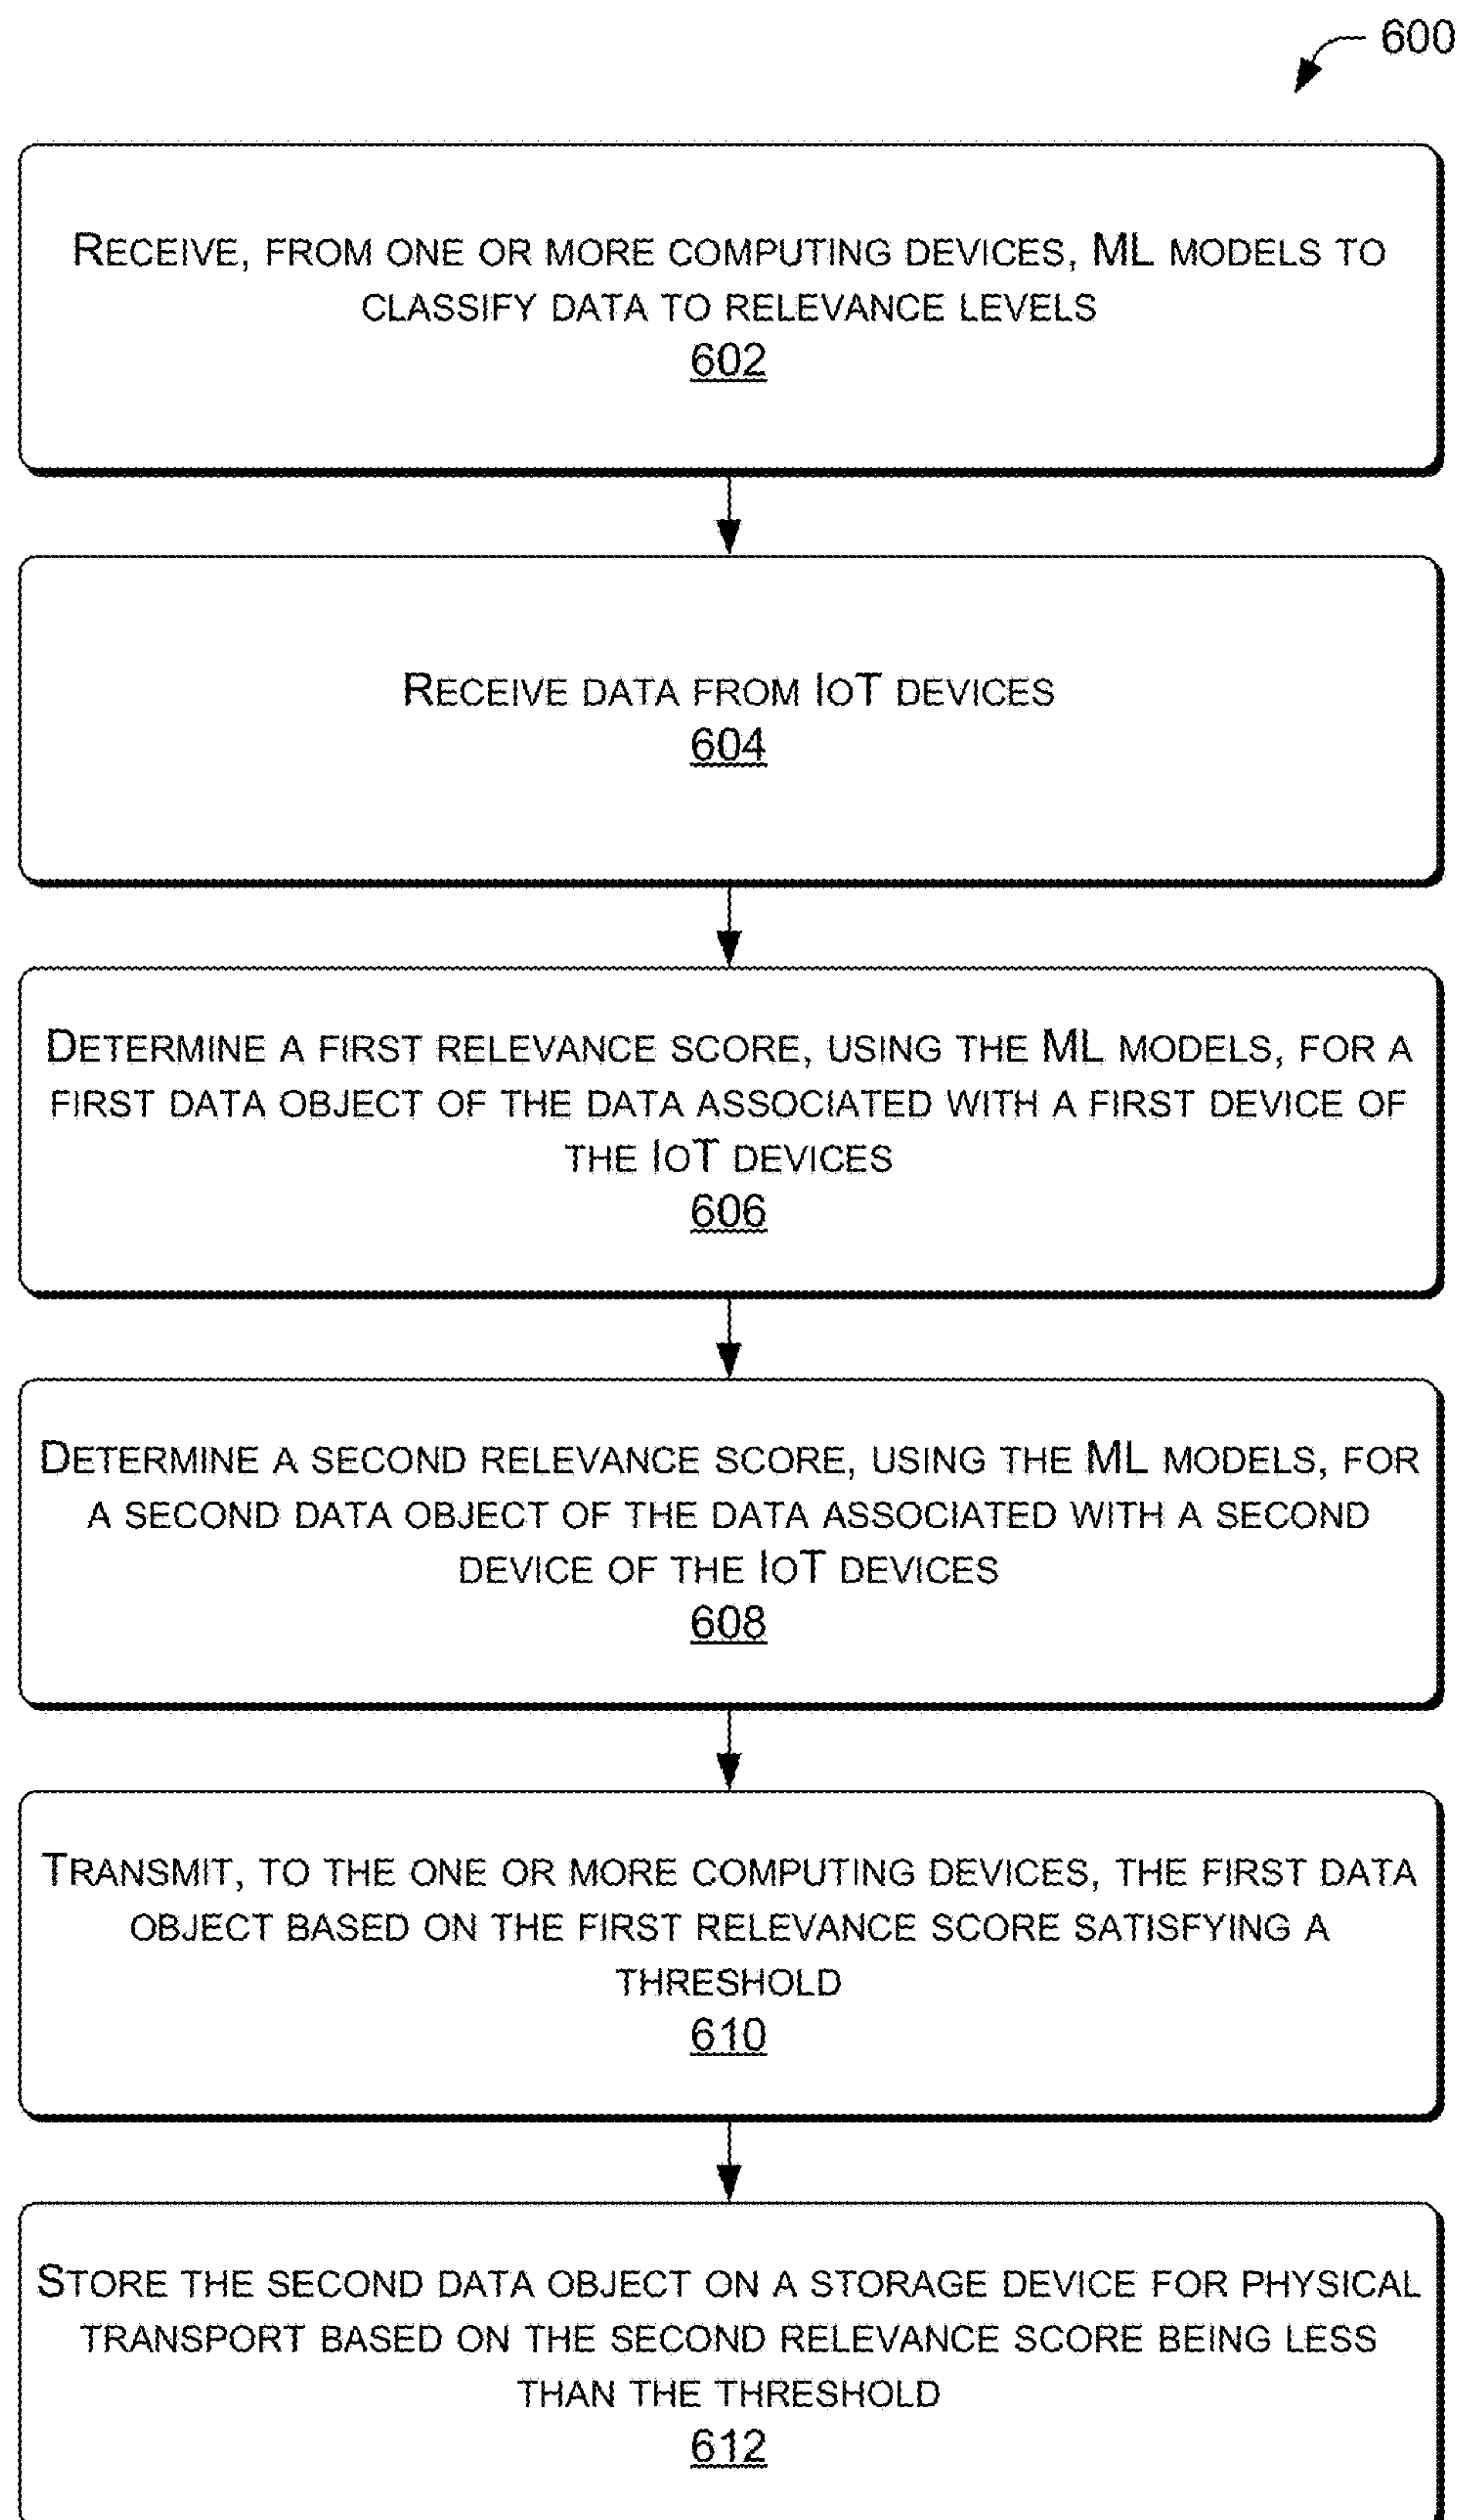 600
RECEIVE, FROM ONE OR MORE COMPUTING DEVICES, ML MODELS TO
CLASSIFY DATA TO RELEVANCE LEVELS
602
RECEIVE DATA FROM IOT DEVICES
604
DETERMINE A FIRST RELEVANCE SCORE, USING THE ML MODELS, FOR A
FIRST DATA OBJECT OF THE DATA ASSOCIATED WITH A FIRST DEVICE OF
THE IOT DEVICES
606
DETERMINE A SECOND RELEVANCE SCORE, USING THE ML MODELS, FOR
A SECOND DATA OBJECT OF THE DATA ASSOCIATED WITH A SECOND
DEVICE OF THE IOT DEVICES
608
TRANSMIT, TO THE ONE OR MORE COMPUTING DEVICES, THE FIRST DATA
OBJECT BASED ON THE FIRST RELEVANCE SCORE SATISFYING A
THRESHOLD
610
STORE THE SECOND DATA OBJECT ON A STORAGE DEVICE FOR PHYSICAL
TRANSPORT BASED ON THE SECOND RELEVANCE SCORE BEING LESS
THAN THE THRESHOLD
612